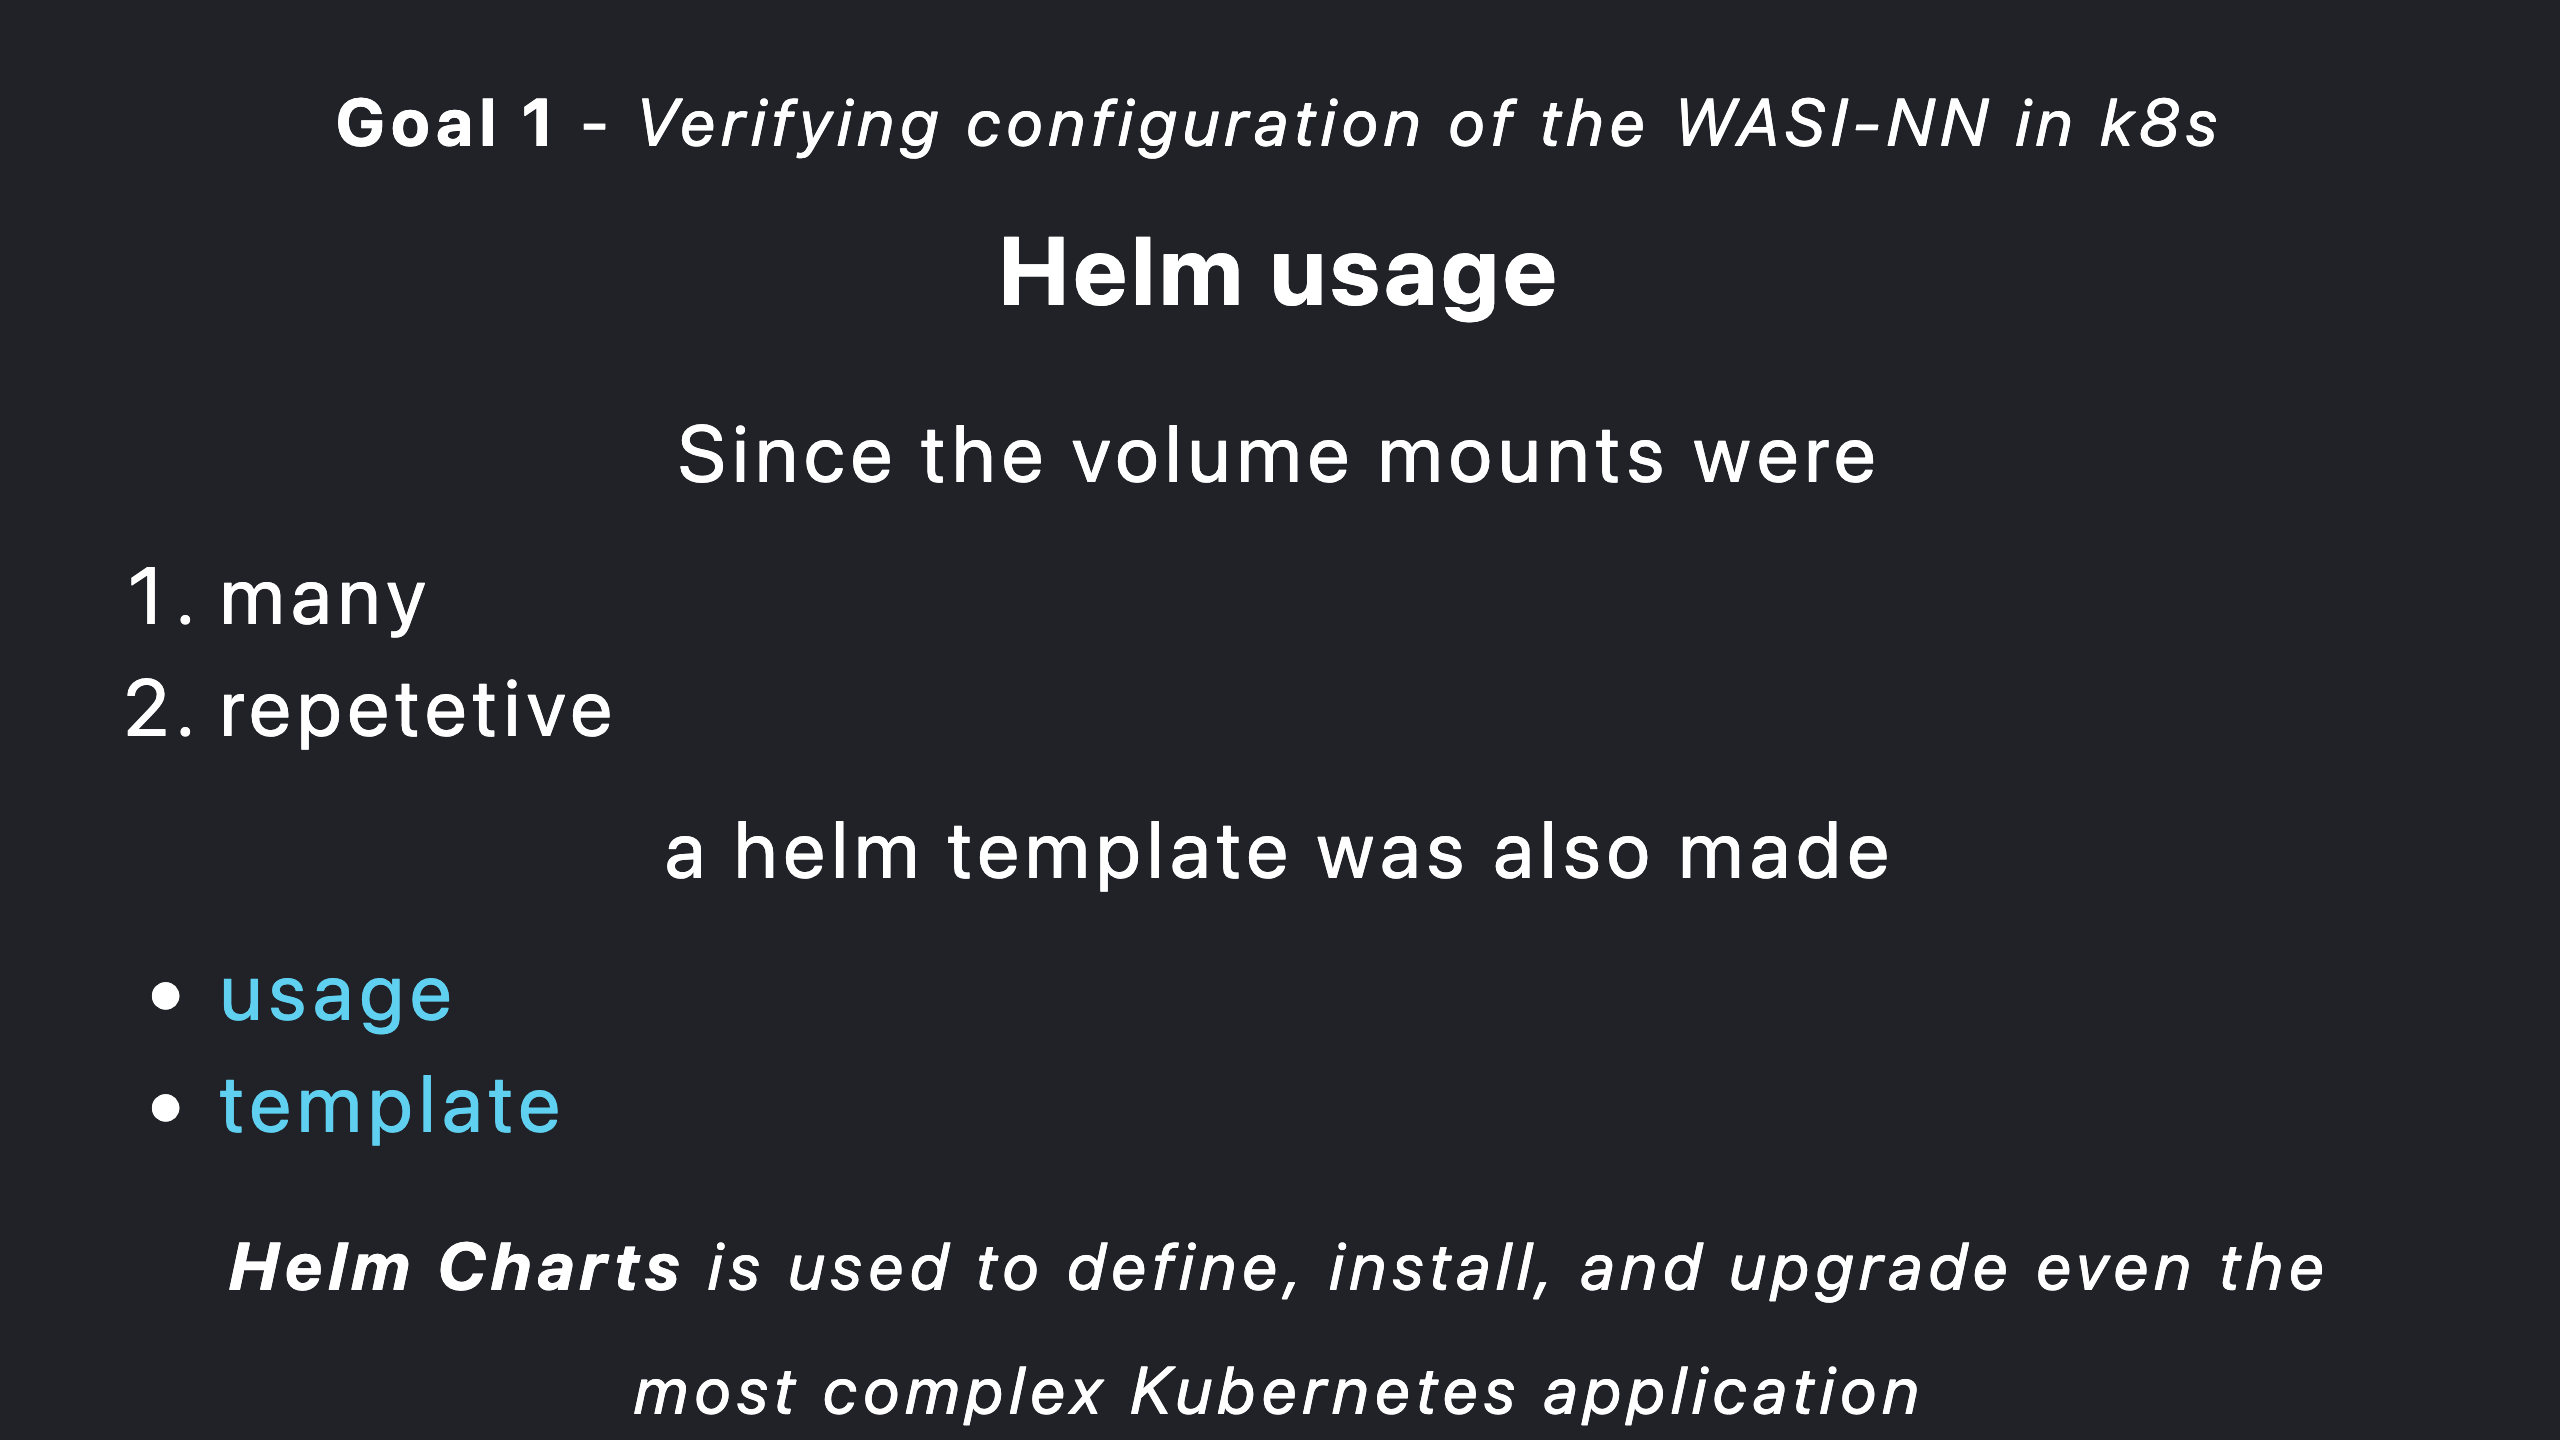 Goal 1 - Verifying configuration of the WASI-NN in k8s
Helm usage
Since the volume mounts were
1. many
2. repetetive
a helm template was also made
• usage
• template
Helm Charts is used to define, install, and upgrade even the
most complex Kubernetes application